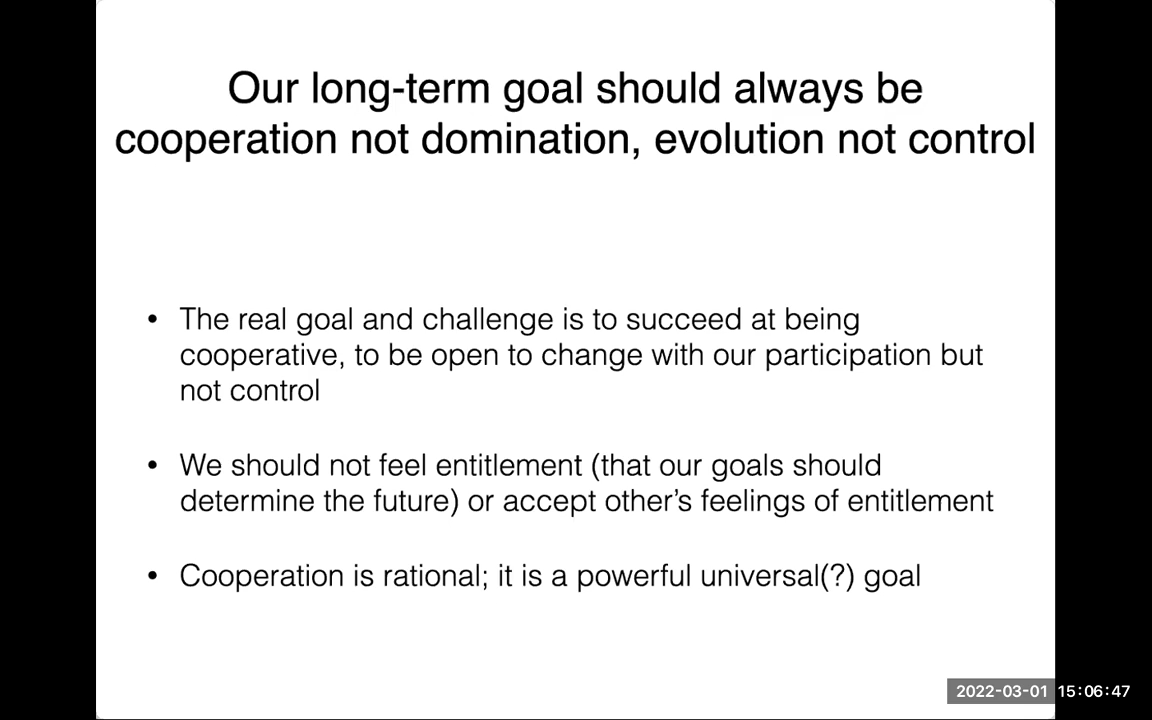 Our long-term goal should always be
cooperation not domination, evolution not control
• The real goal and challenge is to succeed at being
cooperative, to be open to change with our participation but
not control
• We should not feel entitlement (that our goals should
determine the future) or accept other’s feelings of entitlement
• Cooperation is rational; it is a powerful universal(?) goal
2022-03-01 15:06:47